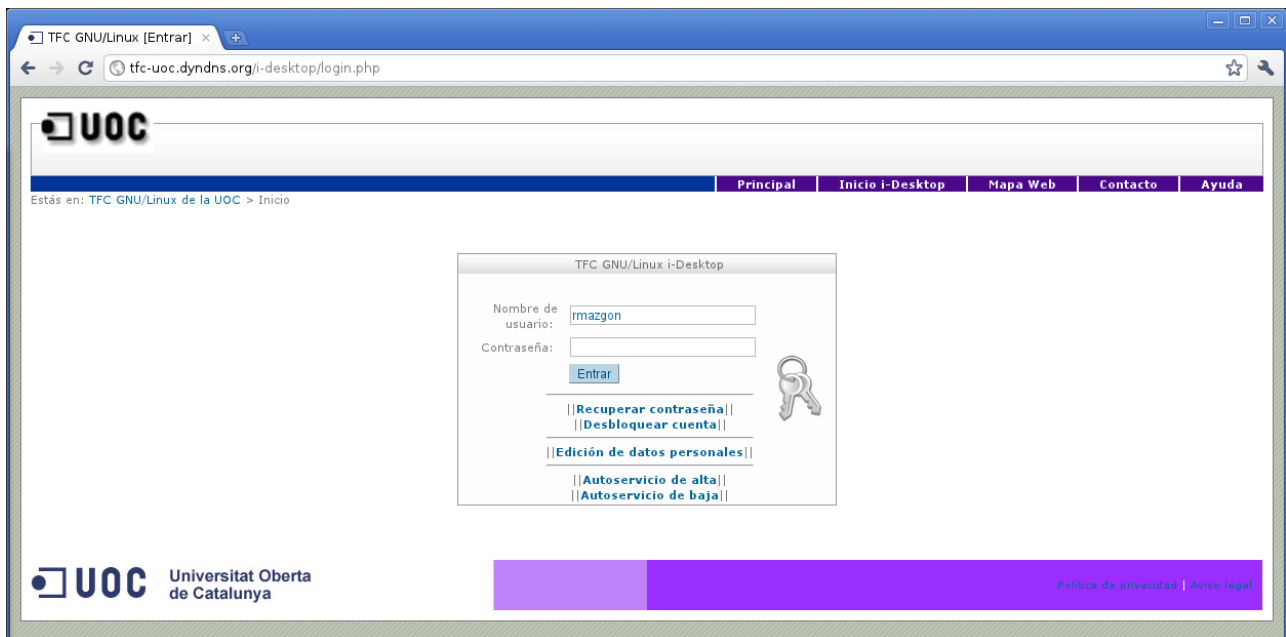 TFC GNU/Linux [Entrar]
tfc-uoc.dyndns.org/i-desktop/login.php
UOC
Principal
Inicio i-Desktop
Mapa Web
Contacto
Ayuda
Estás en: TFC GNU/Linux de la UOC > Inicio
TFC GNU/Linux i-Desktop
Nombre de
usuario:
rmazgon
Contraseña:
Entrar
||Recuperar contraseña||
||Desbloquear cuenta||
||Edición de datos personales||
||Autoservicio de alta||
||Autoservicio de baja||
UOC
Universitat Oberta
de Catalunya
Política de privacidad | Aviso legal